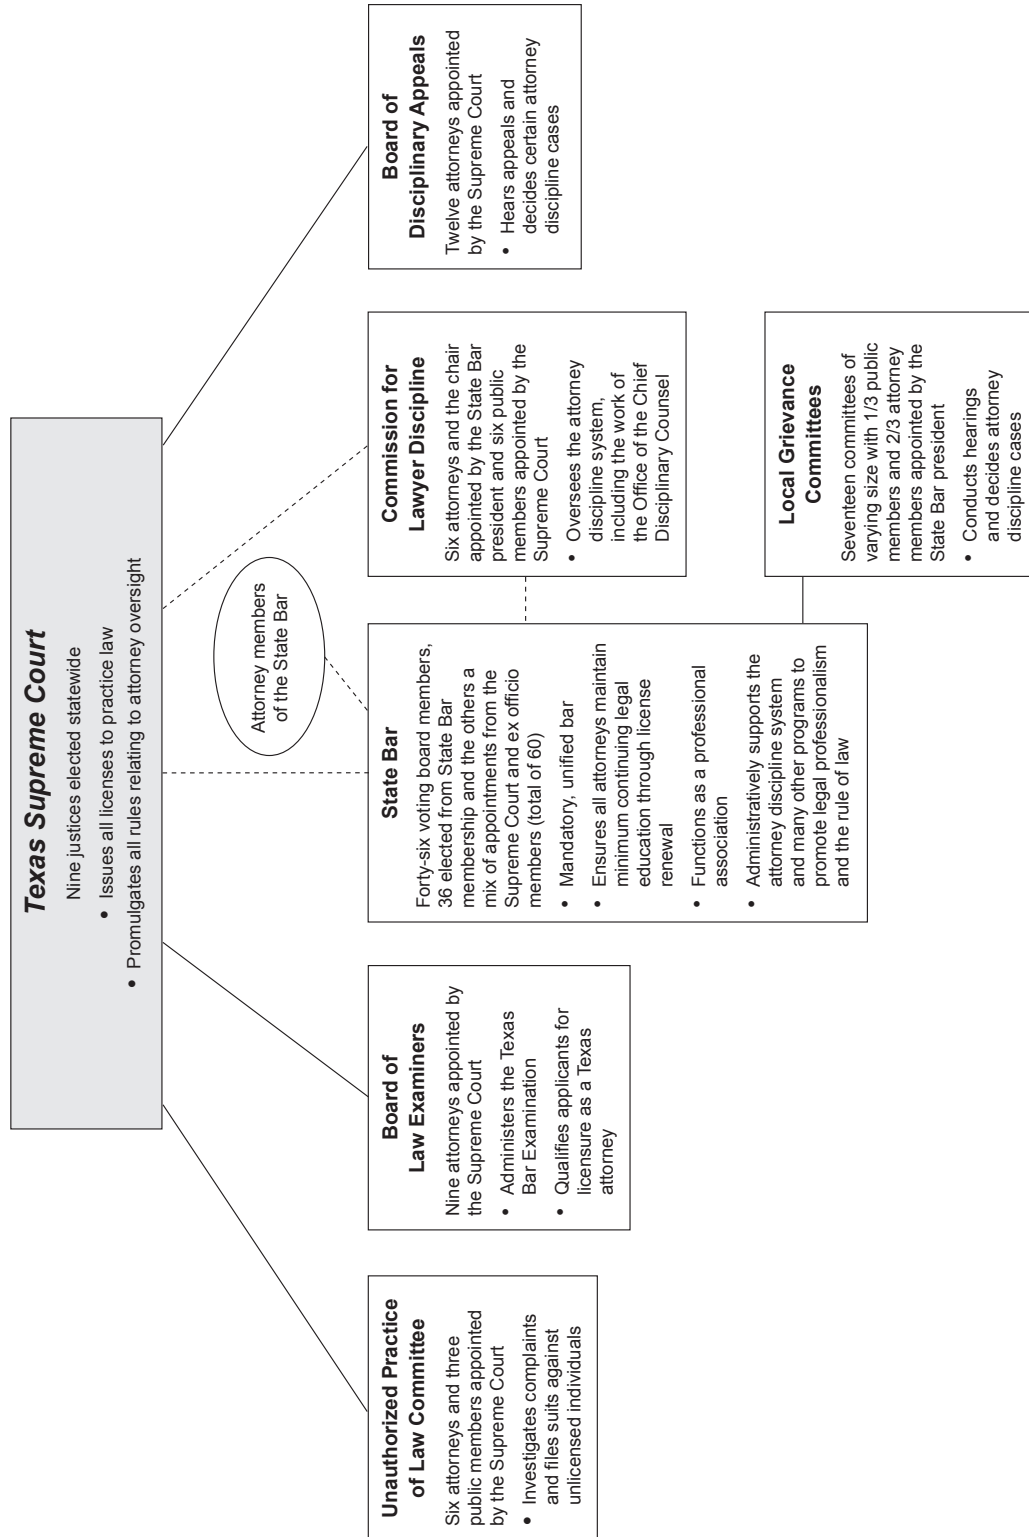 Texas Supreme Court
Nine justices elected statewide
• Issues all licenses to practice law
• Promulgates all rules relating to attorney oversight
Attorney members
of the State Bar
Unauthorized Practice
of Law Committee
Six attorneys and three
public members appointed
by the Supreme Court
• Investigates complaints
and files suits against
unlicensed individuals
Board of
Law Examiners
Nine attorneys appointed by
the Supreme Court
• Administers the Texas
Bar Examination
• Qualifies applicants for
licensure as a Texas
attorney
State Bar
Forty-six voting board members,
36 elected from State Bar
membership and the others a
mix of appointments from the
Supreme Court and ex officio
members (total of 60)
• Mandatory, unified bar
• Ensures all attorneys maintain
minimum continuing legal
education through license
renewal
• Functions as a professional
association
• Administratively supports the
attorney discipline system
and many other programs to
promote legal professionalism
and the rule of law
Commission for
Lawyer Discipline
Six attorneys and the chair
appointed by the State Bar
president and six public
members appointed by the
Supreme Court
• Oversees the attorney
discipline system,
including the work of
the Office of the Chief
Disciplinary Counsel
Board of
Disciplinary Appeals
Twelve attorneys appointed
by the Supreme Court
• Hears appeals and
decides certain attorney
discipline cases
Local Grievance
Committees
Seventeen committees of
varying size with 1/3 public
members and 2/3 attorney
members appointed by the
State Bar president
• Conducts hearings
and decides attorney
discipline cases